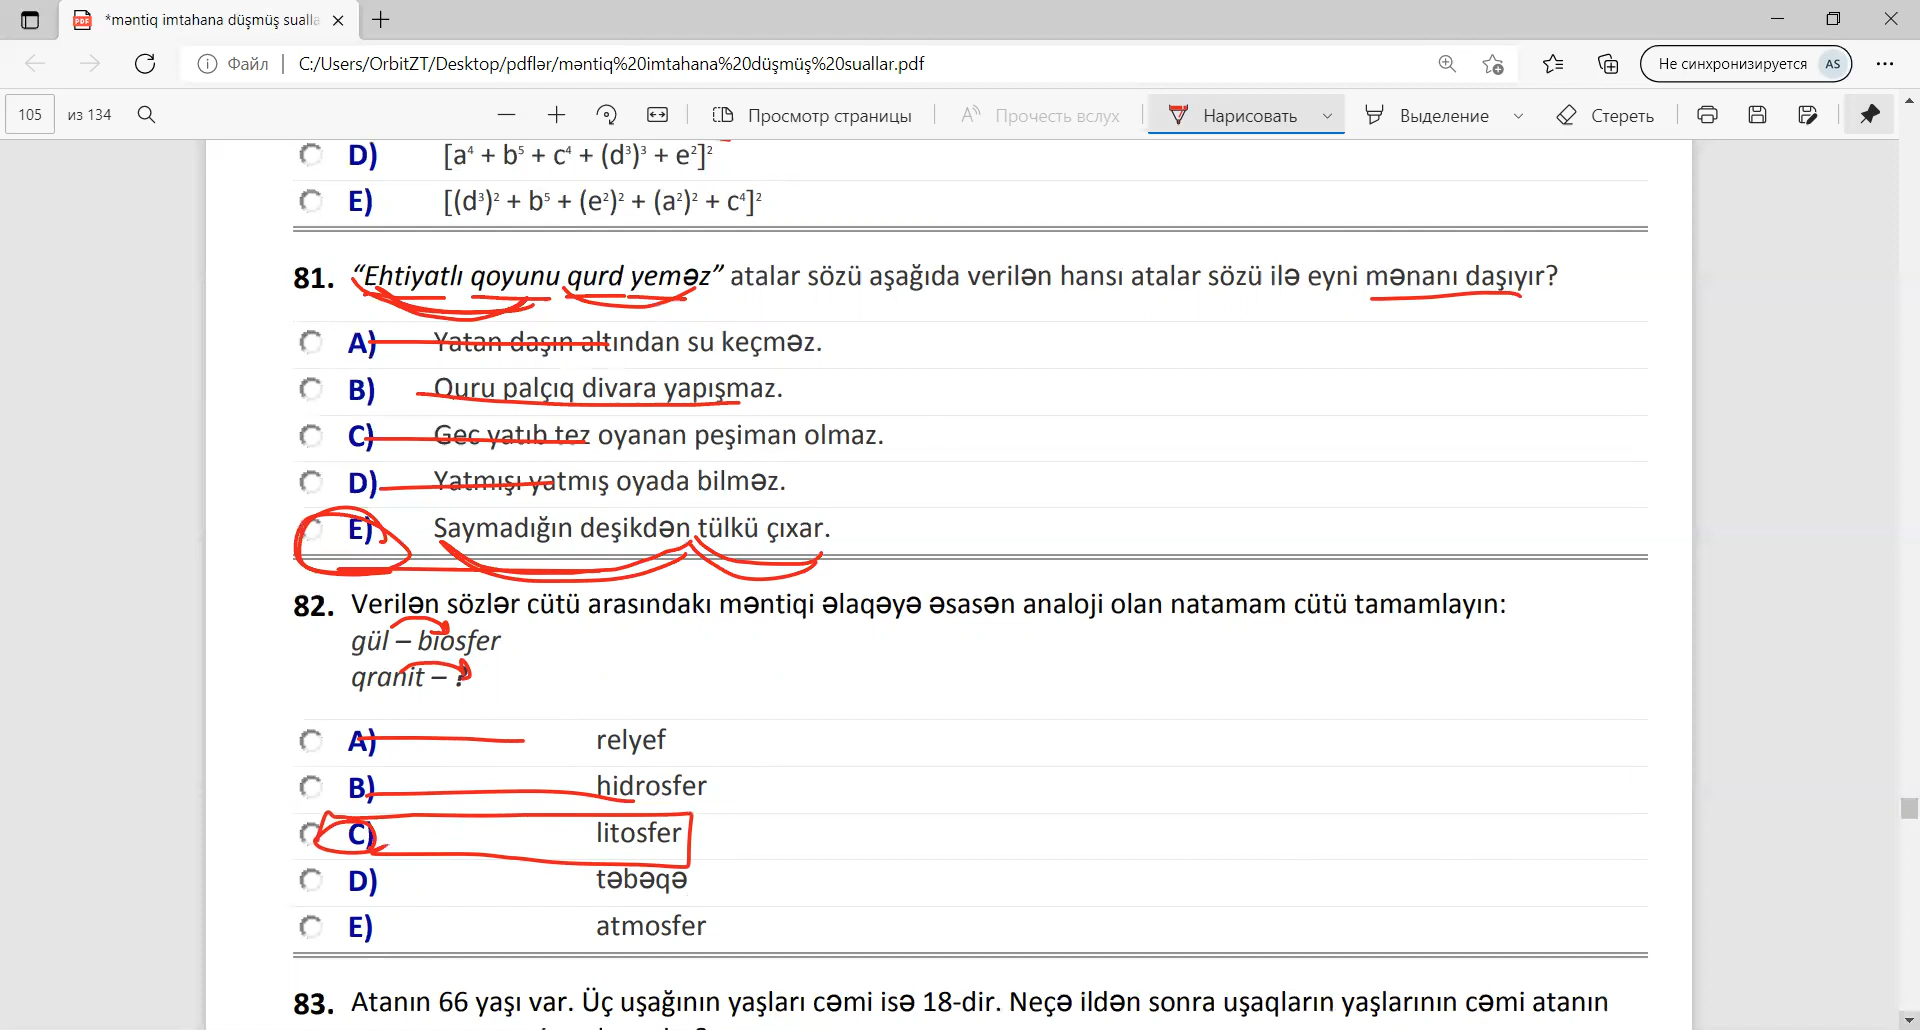 *məntiq imtahana düşmüş sualla
Файл
C:/Users/OrbitZT/Desktop/pdflər/məntiq%20imtahana%20düşmüş%20suallar.pdf
Не синхронизируется AS
105 из 134
Просмотр страницы
Прочесть вслух
Нарисовать
Выделение
Стереть
D) [a⁴ + b⁵ + c⁴ + (d³)³ + e²]²
E) [(d³)² + b⁵ + (e²)² + (a²)² + c⁴]²
81. “Ehtiyatlı qoyunu qurd yeməz” atalar sözü aşağıda verilən hansı atalar sözü ilə eyni mənanı daşıyır?
A) Yatan daşın altından su keçməz.
B) Quru palçıq divara yapışmaz.
C) Gec yatıb tez oyanan peşiman olmaz.
D) Yatmışı yatmış oyada bilməz.
E) Saymadığın deşikdən tülkü çıxar.
82. Verilən sözlər cütü arasındakı məntiqi əlaqəyə əsasən analoji olan natamam cütü tamamlayın:
gül – biosfer
qranit – ?
A) relyef
B) hidrosfer
C) litosfer
D) təbəqə
E) atmosfer
83. Atanın 66 yaşı var. Üç uşağının yaşları cəmi isə 18-dir. Neçə ildən sonra uşaqların yaşlarının cəmi atanın